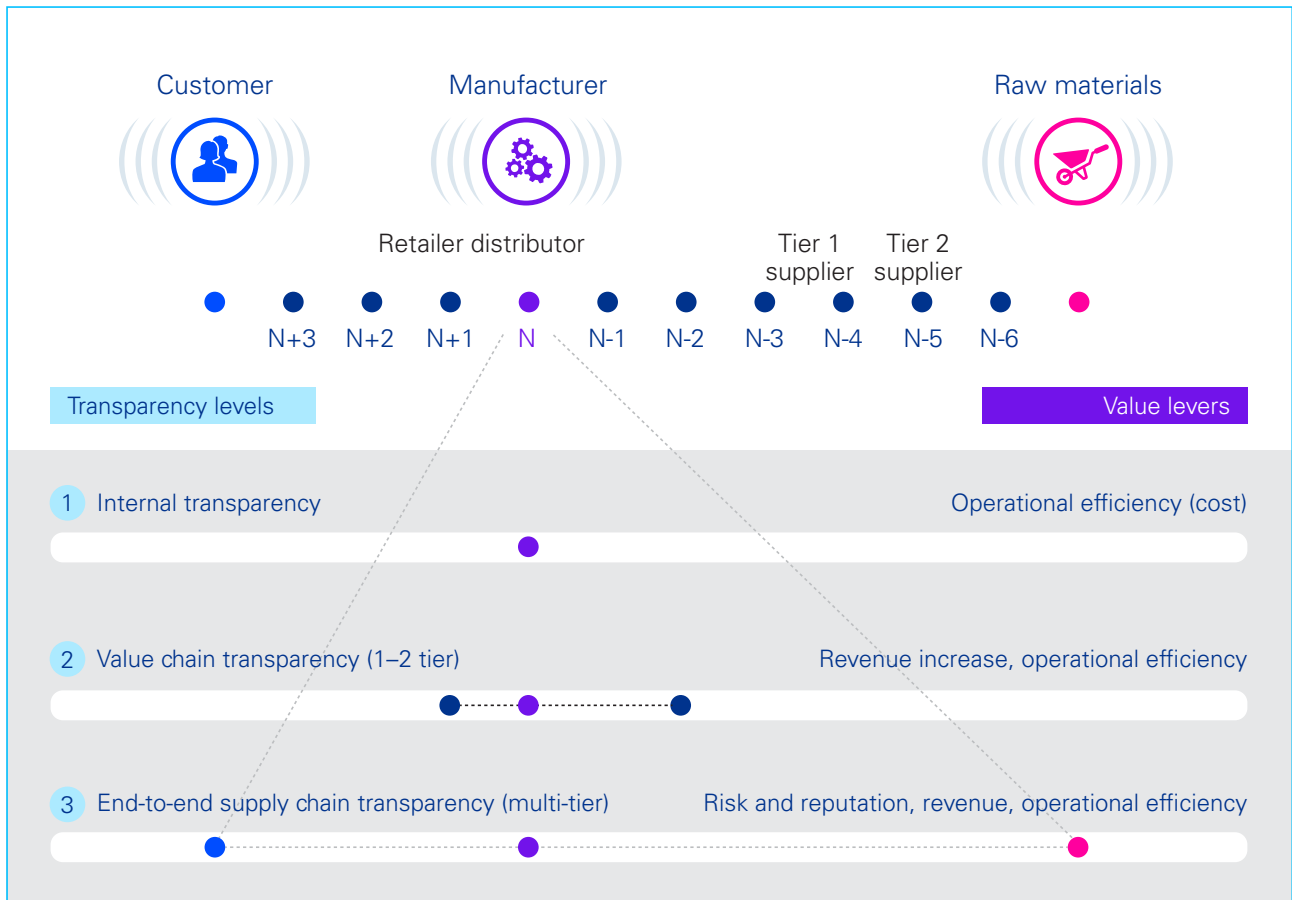 Customer
Manufacturer
Raw materials
Retailer distributor
Tier 1
supplier
Tier 2
supplier
N+3 N+2 N+1 N N-1 N-2 N-3 N-4 N-5 N-6
Transparency levels
Value levers
1 Internal transparency
Operational efficiency (cost)
2 Value chain transparency (1–2 tier)
Revenue increase, operational efficiency
3 End-to-end supply chain transparency (multi-tier)
Risk and reputation, revenue, operational efficiency